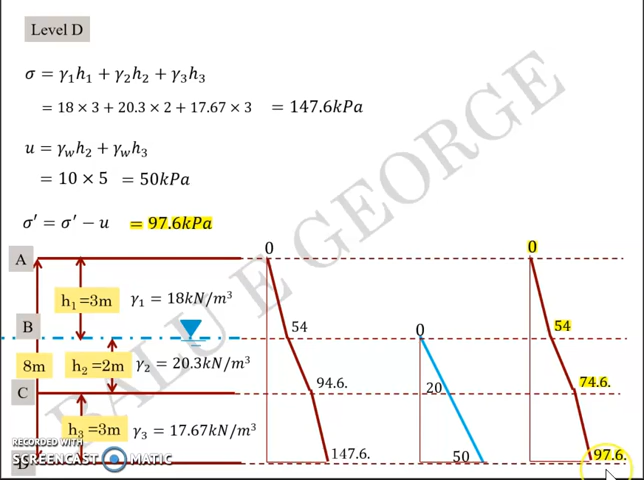 Level D
σ = γ₁h₁ + γ₂h₂ + γ₃h₃
= 18 × 3 + 20.3 × 2 + 17.67 × 3 = 147.6kPa
u = γwh₂ + γwh₃
= 10 × 5 = 50kPa
σ′ = σ′ − u = 97.6kPa
BALU E GEORGE
A 0 0
h₁ =3m γ₁ = 18kN/m³
B 54 0 54
8m h₂ =2m γ₂ = 20.3kN/m³
C 94.6. 20 74.6.
h₃ =3m γ₃ = 17.67kN/m³
D 147.6. 50 97.6.
RECORDED WITH
SCREENCAST MATIC